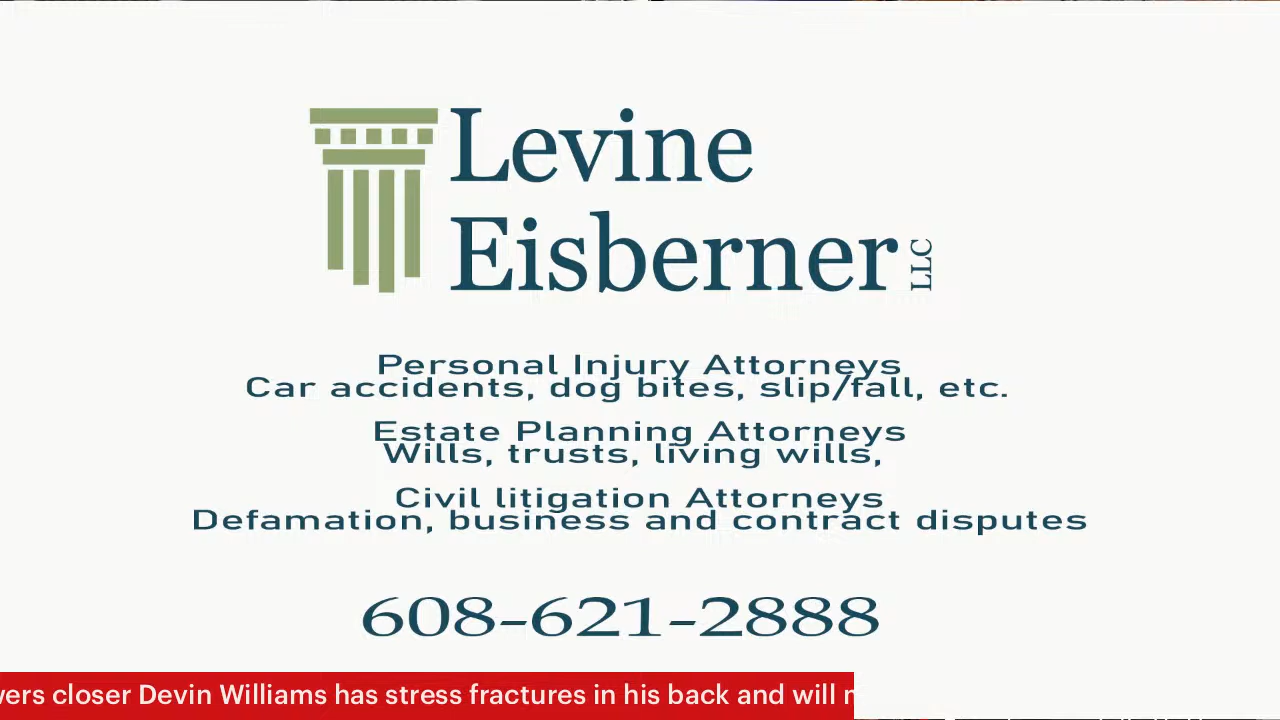 Levine
Eisberner
LLC
Personal Injury Attorneys
Car accidents, dog bites, slip/fall, etc.
Estate Planning Attorneys
Wills, trusts, living wills,
Civil litigation Attorneys
Defamation, business and contract disputes
608-621-2888
closer Devin Williams has stress fractures in his back and will